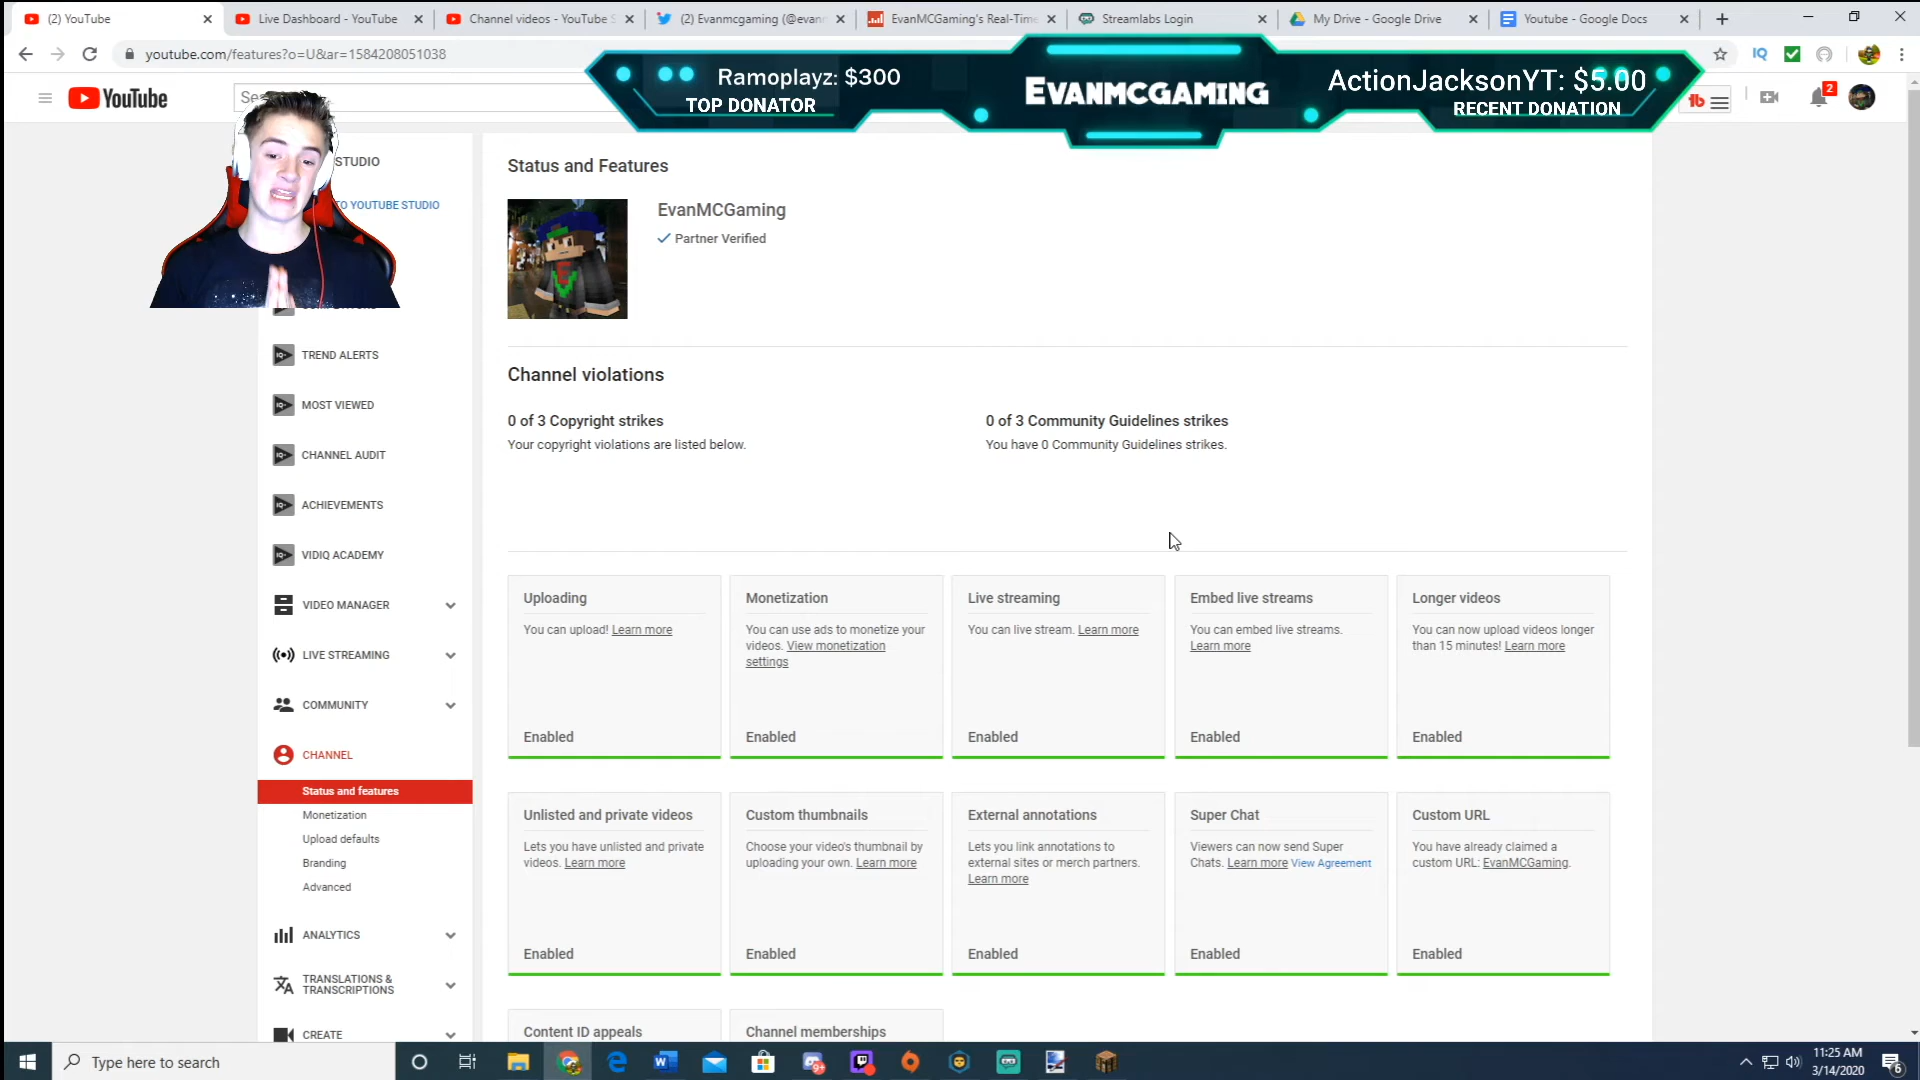 (2) YouTube
Live Dashboard - YouTube
Channel videos - YouTube S
(2) Evanmcgaming (@evanm
EvanMCGaming's Real-Time
Streamlabs Login
My Drive - Google Drive
Youtube - Google Docs
youtube.com/features?o=U&ar=1584208051038
Ramoplayz: $300
TOP DONATOR
EVANMCGAMING
ActionJacksonYT: $5.00
RECENT DONATION
YouTube
Se
2
STUDIO
TO YOUTUBE STUDIO
TREND ALERTS
MOST VIEWED
CHANNEL AUDIT
ACHIEVEMENTS
VIDIQ ACADEMY
VIDEO MANAGER
LIVE STREAMING
COMMUNITY
CHANNEL
Status and features
Monetization
Upload defaults
Branding
Advanced
ANALYTICS
TRANSLATIONS &
TRANSCRIPTIONS
CREATE
Status and Features
EvanMCGaming
Partner Verified
Channel violations
0 of 3 Copyright strikes
Your copyright violations are listed below.
0 of 3 Community Guidelines strikes
You have 0 Community Guidelines strikes.
Uploading
You can upload! Learn more
Enabled
Monetization
You can use ads to monetize your
videos. View monetization
settings
Enabled
Live streaming
You can live stream. Learn more
Enabled
Embed live streams
You can embed live streams.
Learn more
Enabled
Longer videos
You can now upload videos longer
than 15 minutes! Learn more
Enabled
Unlisted and private videos
Lets you have unlisted and private
videos. Learn more
Enabled
Custom thumbnails
Choose your video's thumbnail by
uploading your own. Learn more
Enabled
External annotations
Lets you link annotations to
external sites or merch partners.
Learn more
Enabled
Super Chat
Viewers can now send Super
Chats. Learn more View Agreement
Enabled
Custom URL
You have already claimed a
custom URL: EvanMCGaming.
Enabled
Content ID appeals
Channel memberships
Type here to search
11:25 AM
3/14/2020
6